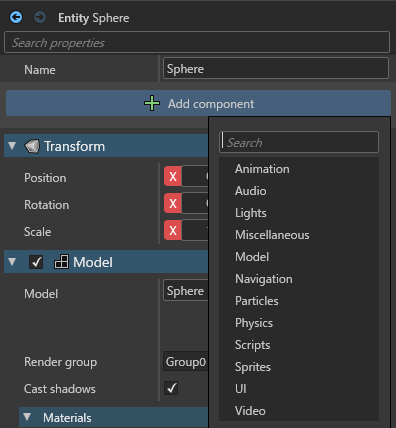 Entity Sphere
Search properties
Name Sphere
Add component
Search
Transform
Animation
Position X
Audio
Rotation X
Lights
Scale X
Miscellaneous
Model
Model
Model Sphere
Navigation
Particles
Physics
Scripts
Render group Group0
Sprites
Cast shadows
UI
Materials
Video